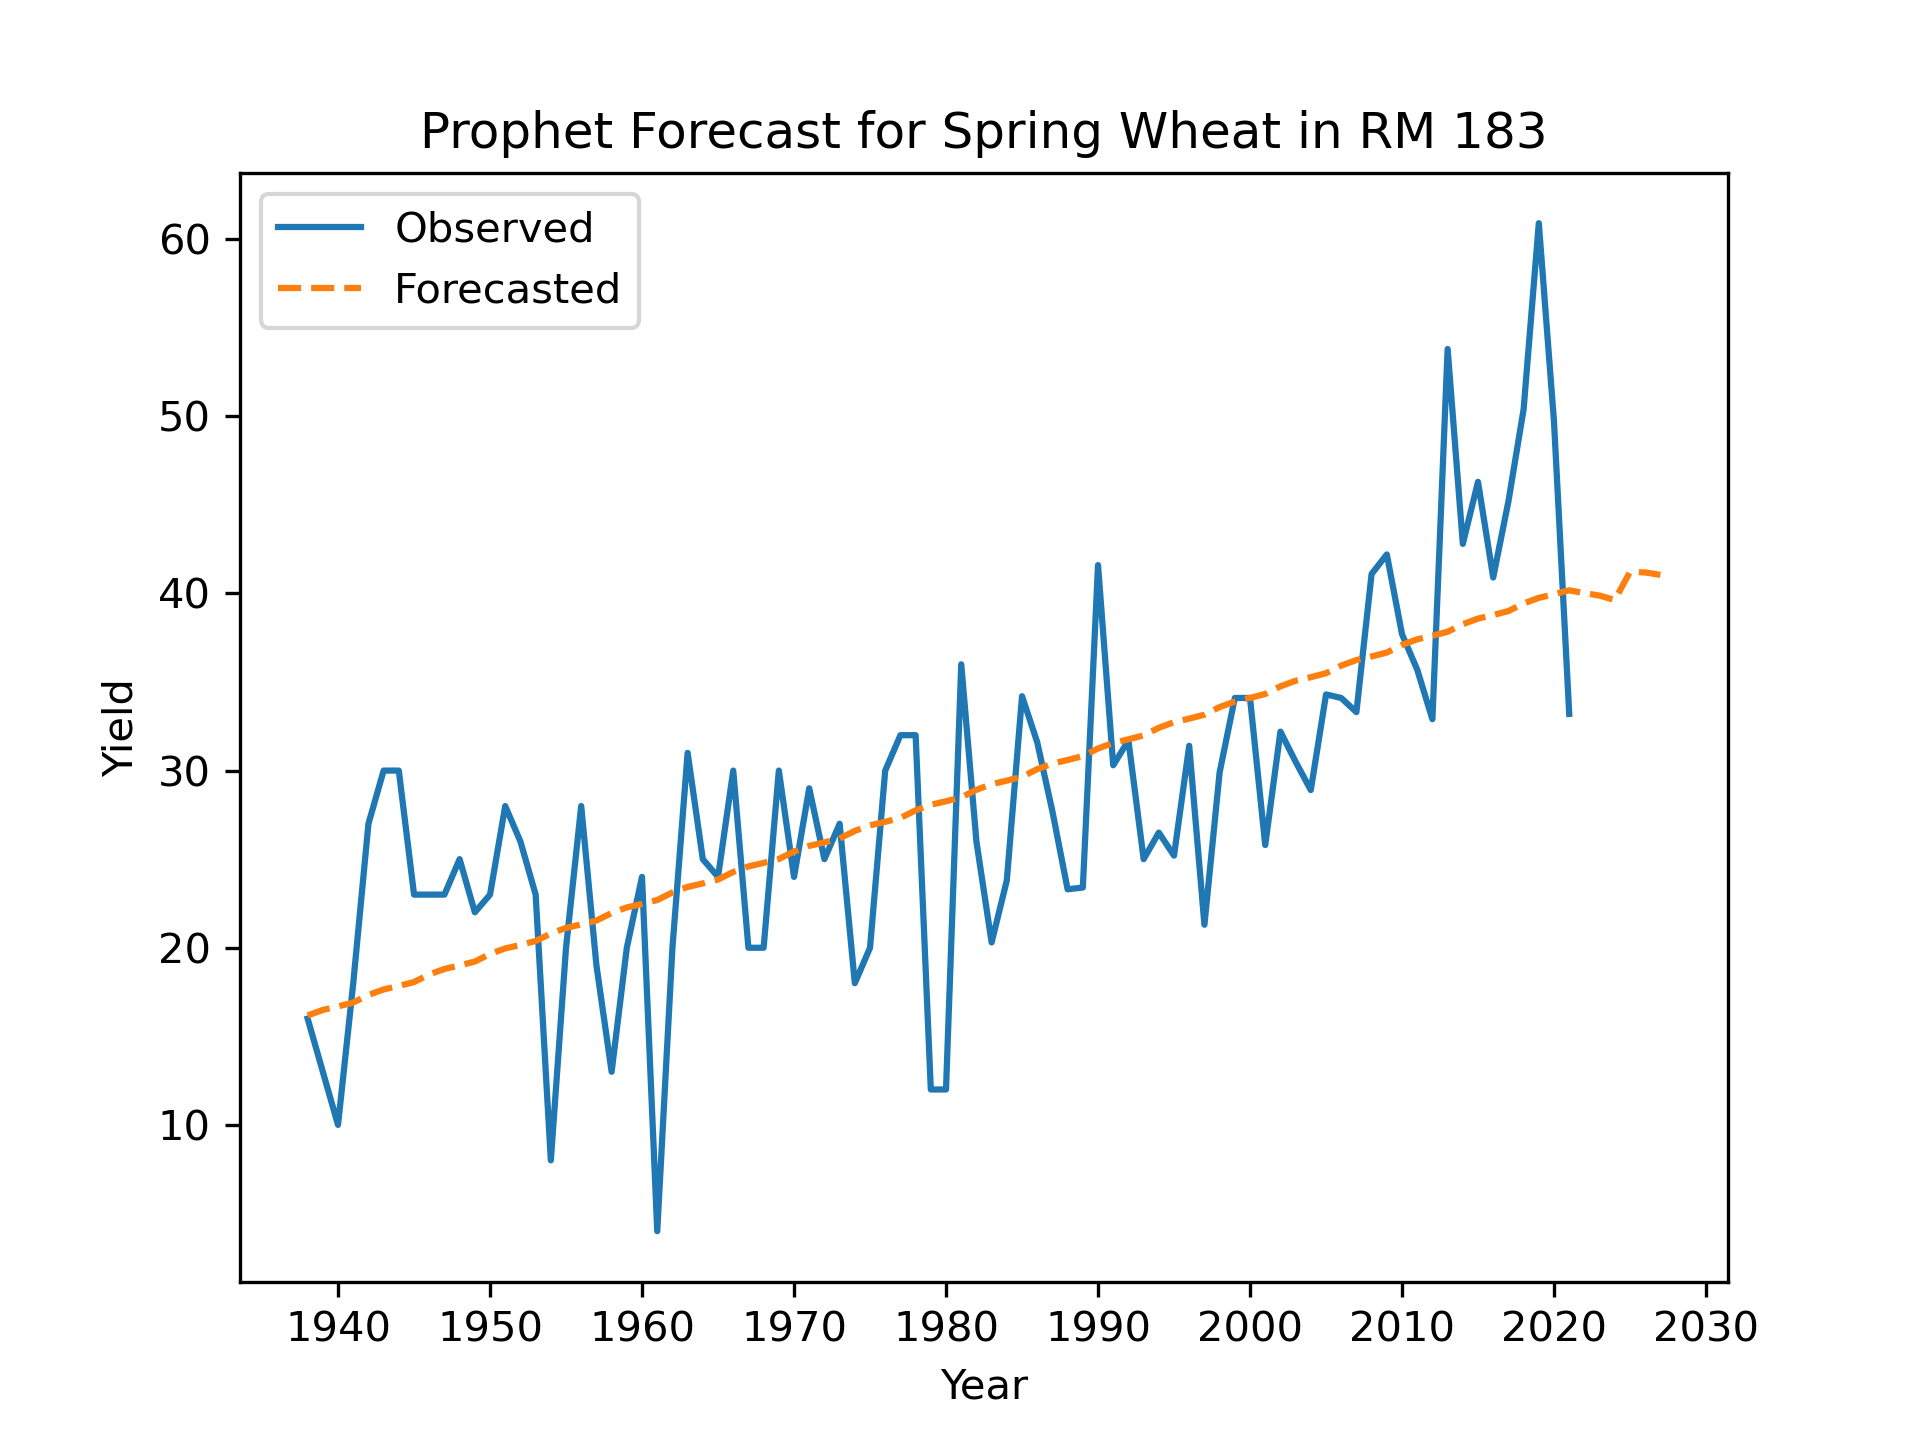 Prophet Forecast for Spring Wheat in RM 183
Observed
Forecasted
60
50
40
30
20
10
Yield
1940 1950 1960 1970 1980 1990 2000 2010 2020 2030
Year